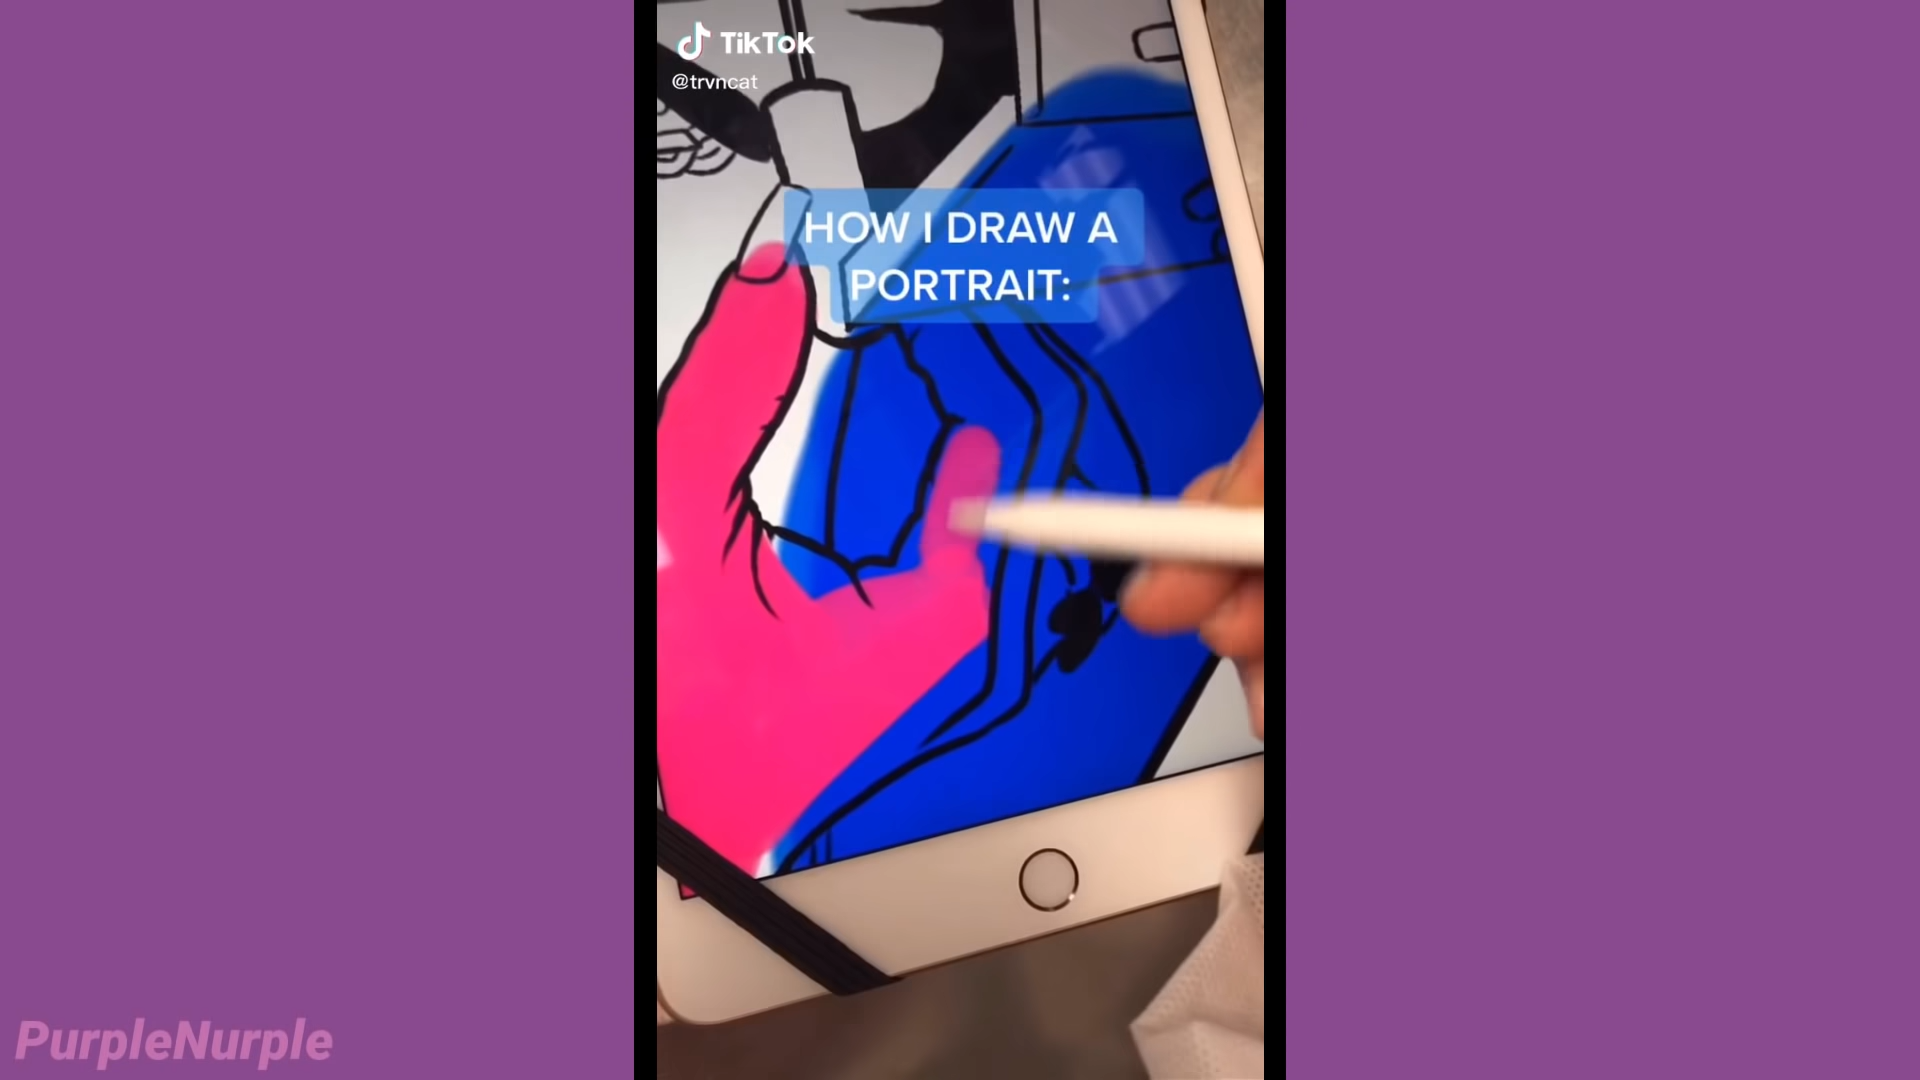 TikTok
@trvncat
HOW I DRAW A
PORTRAIT:
PurpleNurple